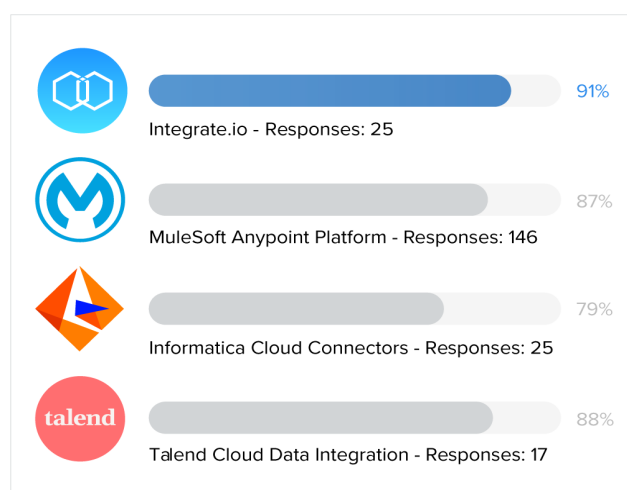 91%
Integrate.io - Responses: 25
87%
MuleSoft Anypoint Platform - Responses: 146
79%
Informatica Cloud Connectors - Responses: 25
talend
88%
Talend Cloud Data Integration - Responses: 17